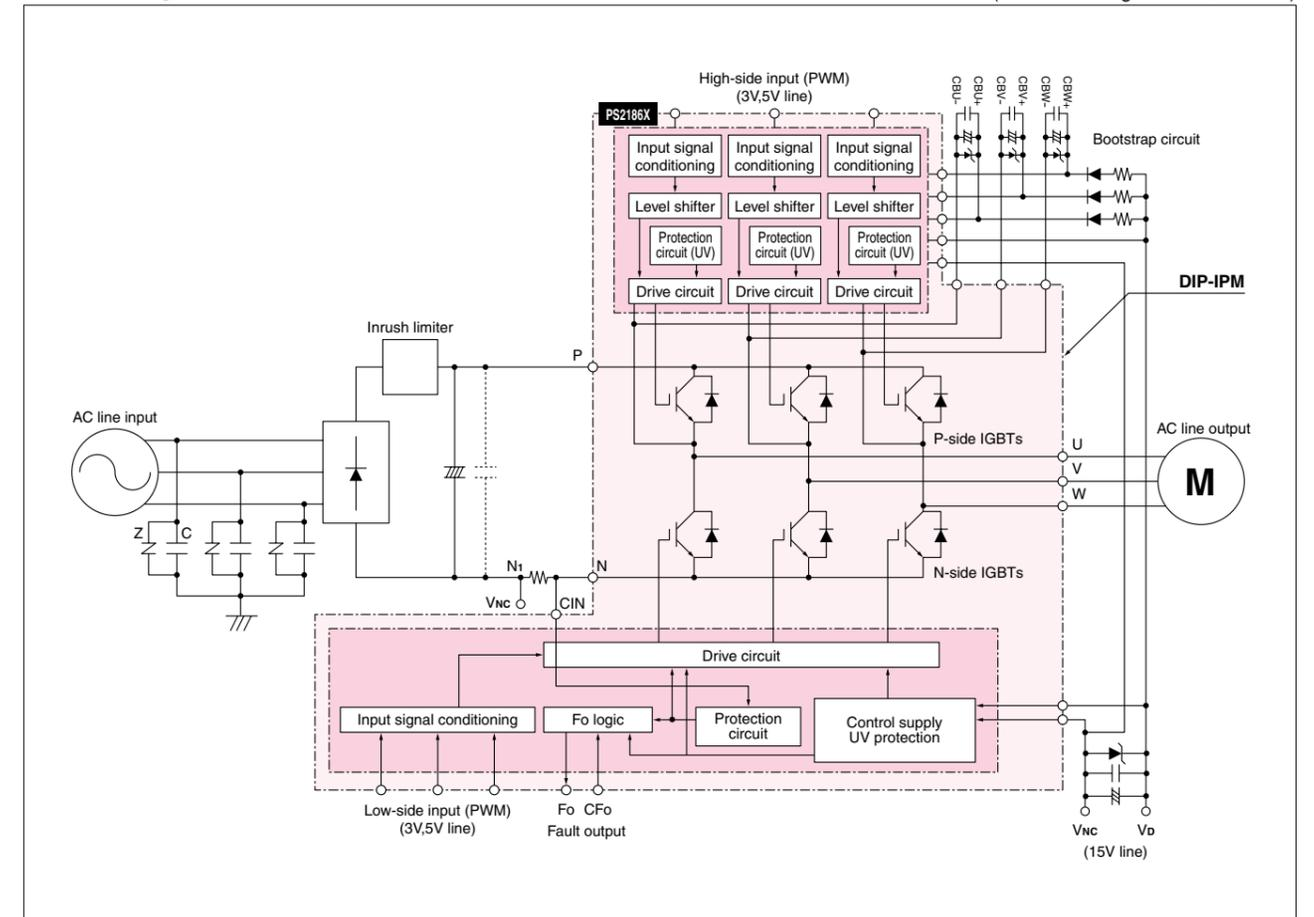 High-side input (PWM)
(3V,5V line)
CBU-
CBU+
CBV-
CBV+
CBW-
CBW+
PS2186X
Bootstrap circuit
Input signal
conditioning
Input signal
conditioning
Input signal
conditioning
Level shifter
Level shifter
Level shifter
Protection
circuit (UV)
Protection
circuit (UV)
Protection
circuit (UV)
Drive circuit
Drive circuit
Drive circuit
DIP-IPM
Inrush limiter
P
AC line input
P-side IGBTs
U
V
W
AC line output
M
Z
C
N1
N
VNC
CIN
N-side IGBTs
Drive circuit
Input signal conditioning
Fo logic
Protection
circuit
Control supply
UV protection
Low-side input (PWM)
(3V,5V line)
Fo CFo
Fault output
VNC
VD
(15V line)